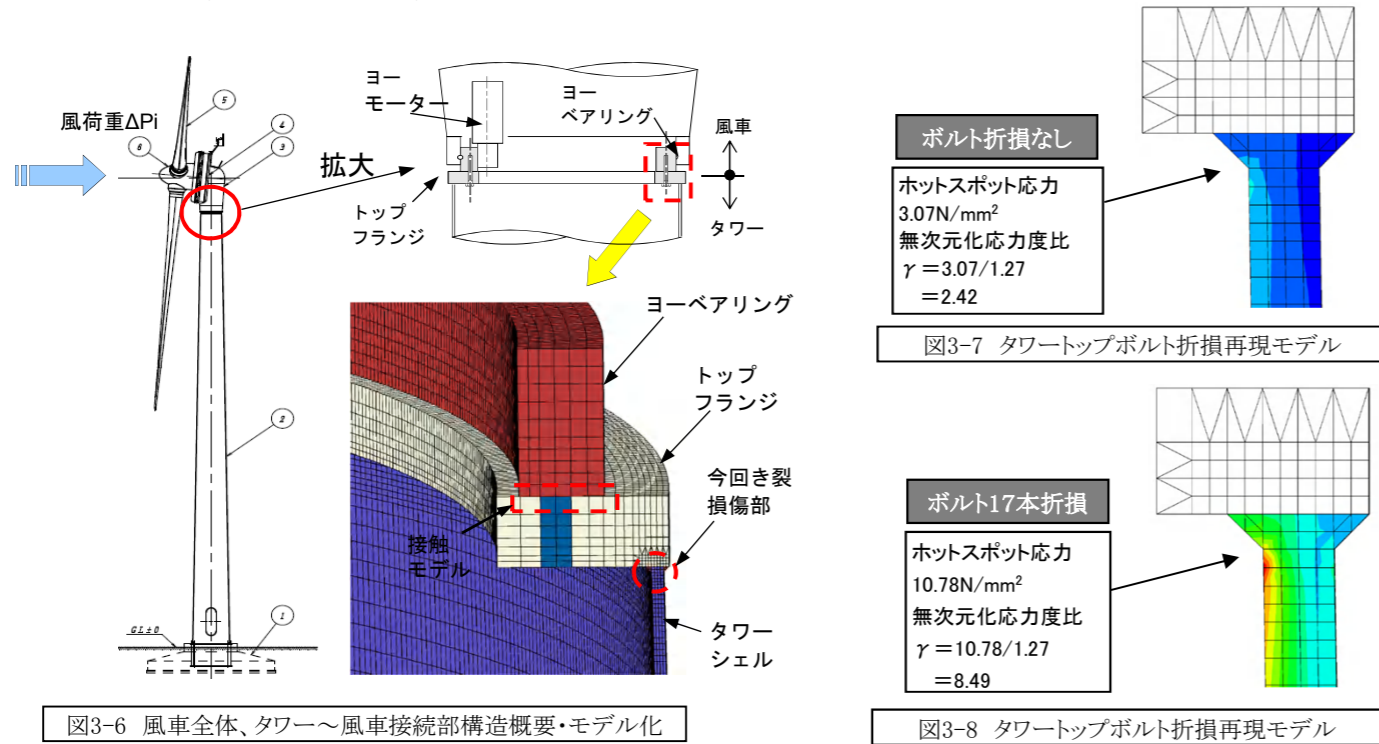 風荷重ΔPi
5
6
4
3
2
1
GL±0
拡大
ヨー
モーター
ヨー
ベアリング
風車
タワー
トップ
フランジ
ヨーベアリング
トップ
フランジ
今回き裂
損傷部
接触
モデル
タワー
シェル
図3-6 風車全体、タワー～風車接続部構造概要・モデル化
ボルト折損なし
ホットスポット応力
3.07N/mm²
無次元化応力度比
γ=3.07/1.27
=2.42
図3-7 タワートップボルト折損再現モデル
ボルト17本折損
ホットスポット応力
10.78N/mm²
無次元化応力度比
γ=10.78/1.27
=8.49
図3-8 タワートップボルト折損再現モデル